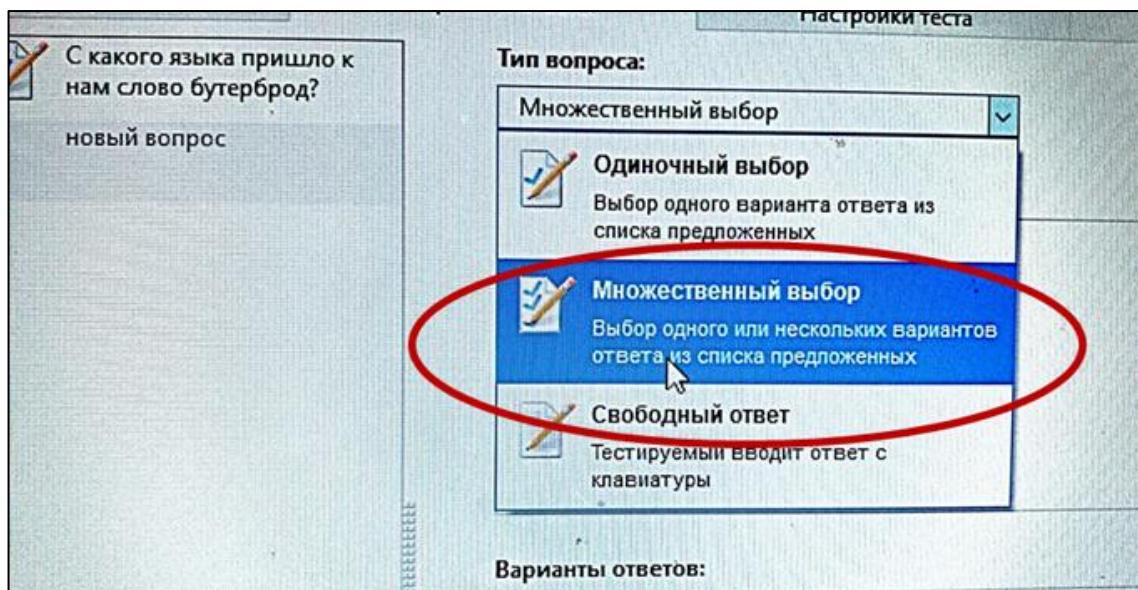 Настройки теста
С какого языка пришло к
нам слово бутерброд?
новый вопрос
Тип вопроса:
Множественный выбор
Одиночный выбор
Выбор одного варианта ответа из
списка предложенных
Множественный выбор
Выбор одного или нескольких вариантов
ответа из списка предложенных
Свободный ответ
Тестируемый вводит ответ с
клавиатуры
Варианты ответов: